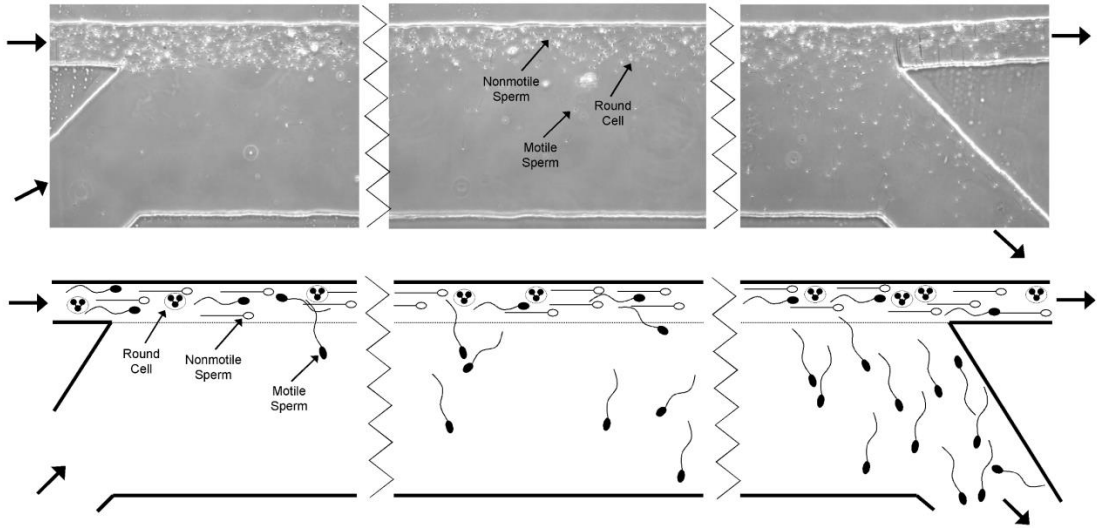 Nonmotile
Sperm
Round
Cell
Motile
Sperm
Round
Cell
Nonmotile
Sperm
Motile
Sperm